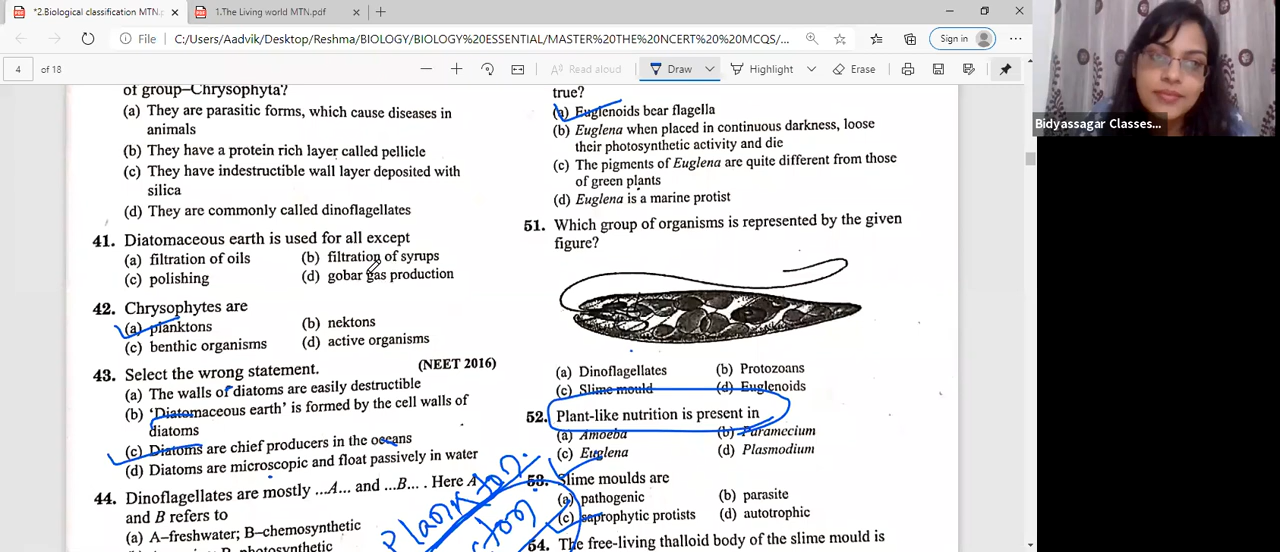 *2.Biological classification MTN.p
1.The Living world MTN.pdf
File
C:/Users/Aadvik/Desktop/Reshma/BIOLOGY/BIOLOGY%20ESSENTIAL/MASTER%20THE%20NCERT%20%20MCQS/...
Sign in
4 of 18
Read aloud
Draw
Highlight
Erase
Bidyassagar Classes...
of group–Chrysophyta?
(a) They are parasitic forms, which cause diseases in
animals
(b) They have a protein rich layer called pellicle
(c) They have indestructible wall layer deposited with
silica
(d) They are commonly called dinoflagellates
41. Diatomaceous earth is used for all except
(a) filtration of oils (b) filtration of syrups
(c) polishing (d) gobar gas production
42. Chrysophytes are
(a) planktons (b) nektons
(c) benthic organisms (d) active organisms
(NEET 2016)
43. Select the wrong statement.
(a) The walls of diatoms are easily destructible
(b) ‘Diatomaceous earth’ is formed by the cell walls of
diatoms
(c) Diatoms are chief producers in the oceans
(d) Diatoms are microscopic and float passively in water
44. Dinoflagellates are mostly ...A... and ...B... . Here A
and B refers to
(a) A–freshwater; B–chemosynthetic
photosynthetic
Plankton
true?
(a) Euglenoids bear flagella
(b) Euglena when placed in continuous darkness, loose
their photosynthetic activity and die
(c) The pigments of Euglena are quite different from those
of green plants
(d) Euglena is a marine protist
51. Which group of organisms is represented by the given
figure?
(a) Dinoflagellates (b) Protozoans
(c) Slime mould (d) Euglenoids
52. Plant-like nutrition is present in
(a) Amoeba (b) Paramecium
(c) Euglena (d) Plasmodium
53. Slime moulds are
(a) pathogenic (b) parasite
(c) saprophytic protists (d) autotrophic
54. The free-living thalloid body of the slime mould is